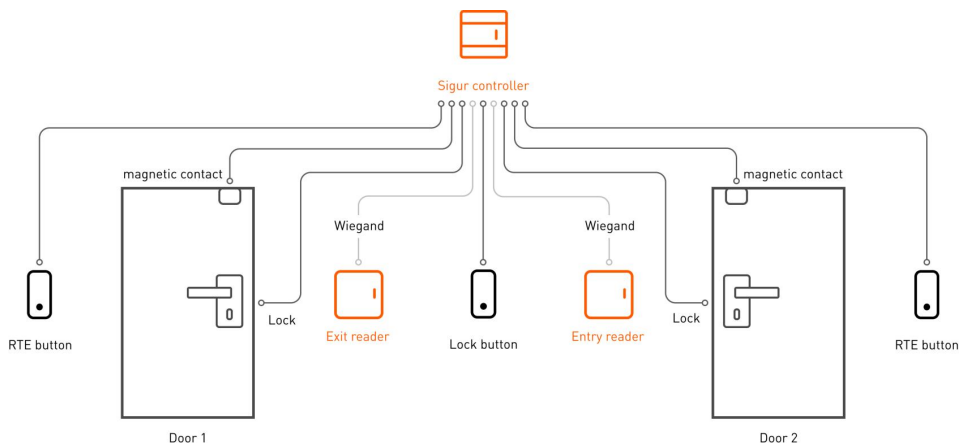 Sigur controller
magnetic contact
magnetic contact
Wiegand
Wiegand
Lock
Lock
Exit reader
Entry reader
RTE button
Lock button
RTE button
Door 1
Door 2